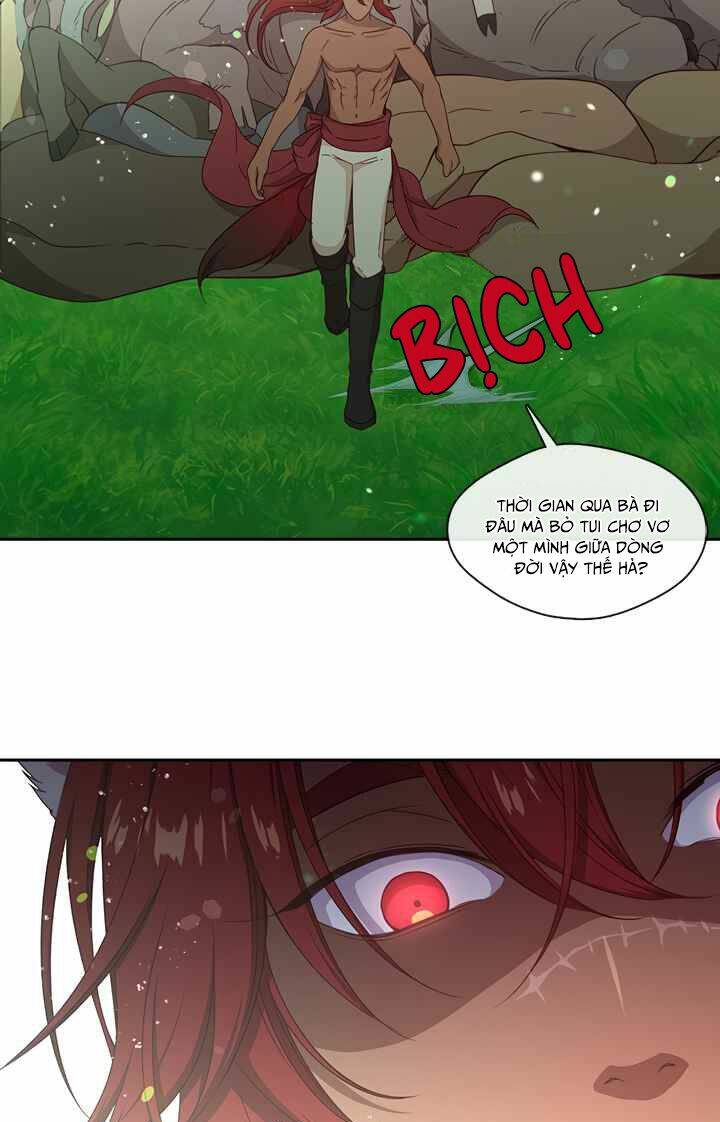 BỊCH
THỜI GIAN QUA BÀ ĐI
ĐÂU MÀ BỎ TUI CHƠ VƠ
MỘT MÌNH GIỮA DÒNG
ĐỜI VẬY THẾ HẢ?